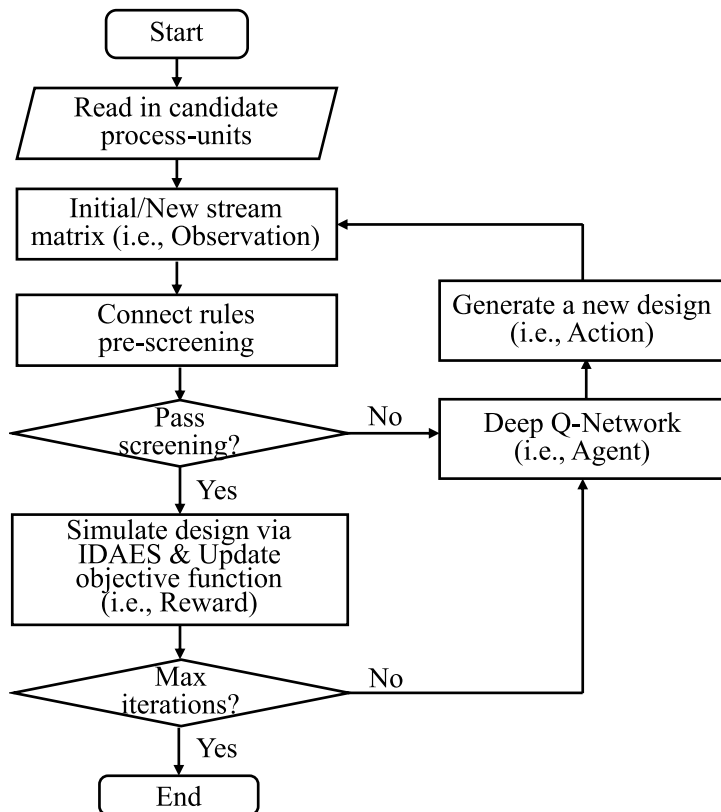 Start
Read in candidate
process-units
Initial/New stream
matrix (i.e., Observation)
Connect rules
pre-screening
Generate a new design
(i.e., Action)
Pass
screening?
No
Deep Q-Network
(i.e., Agent)
Yes
Simulate design via
IDAES & Update
objective function
(i.e., Reward)
Max
iterations?
No
Yes
End